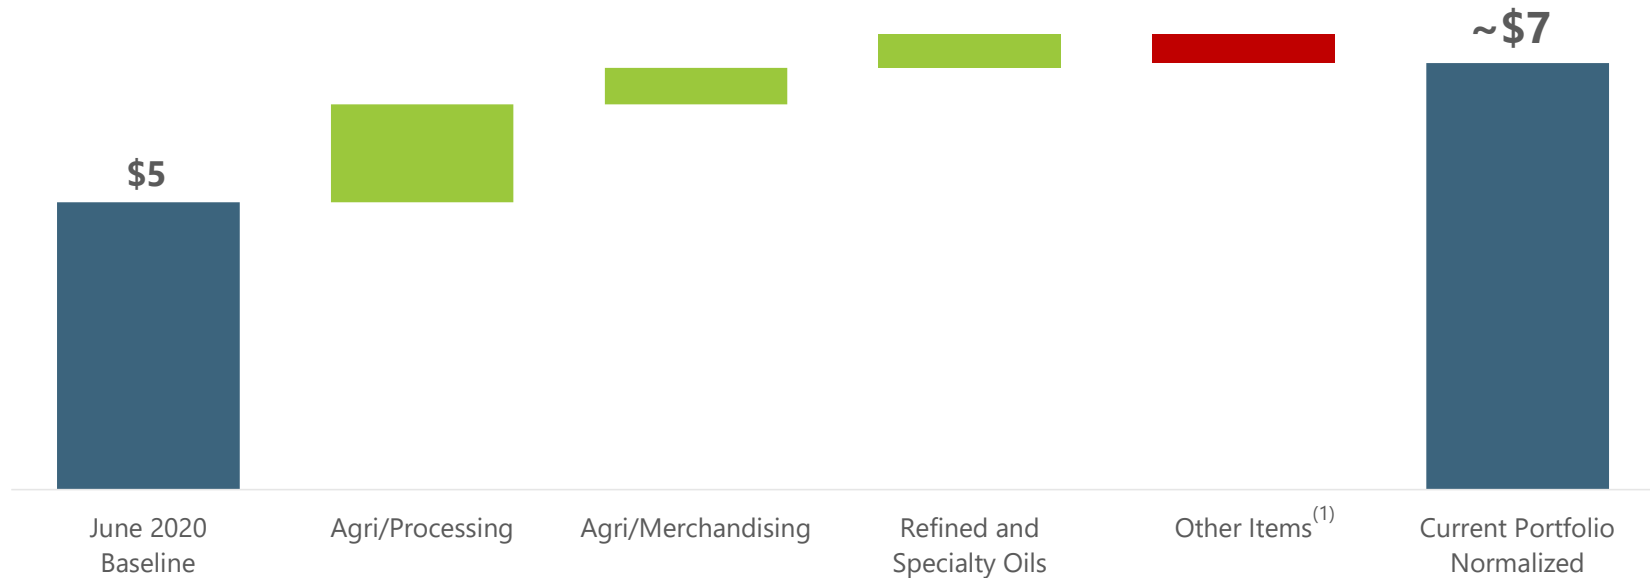 ~$7
$5
June 2020
Baseline
Agri/Processing
Agri/Merchandising
Refined and
Specialty Oils
Other Items(1)
Current Portfolio
Normalized